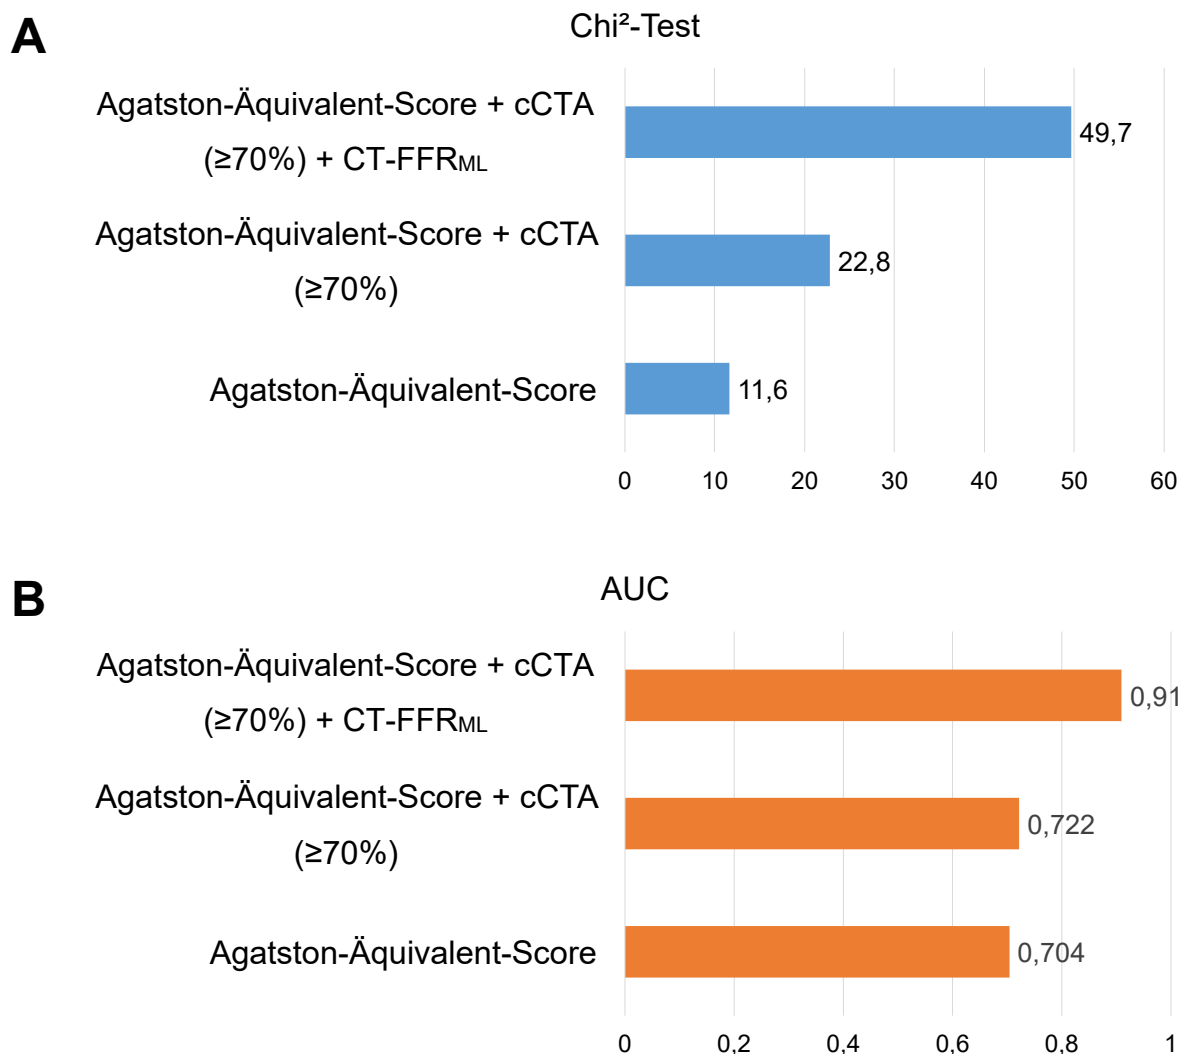 A
Chi²-Test
Agatston-Äquivalent-Score + cCTA
(≥70%) + CT-FFRML
49,7
Agatston-Äquivalent-Score + cCTA
(≥70%)
22,8
Agatston-Äquivalent-Score
11,6
0 10 20 30 40 50 60
B
AUC
Agatston-Äquivalent-Score + cCTA
(≥70%) + CT-FFRML
0,91
Agatston-Äquivalent-Score + cCTA
(≥70%)
0,722
Agatston-Äquivalent-Score
0,704
0 0,2 0,4 0,6 0,8 1